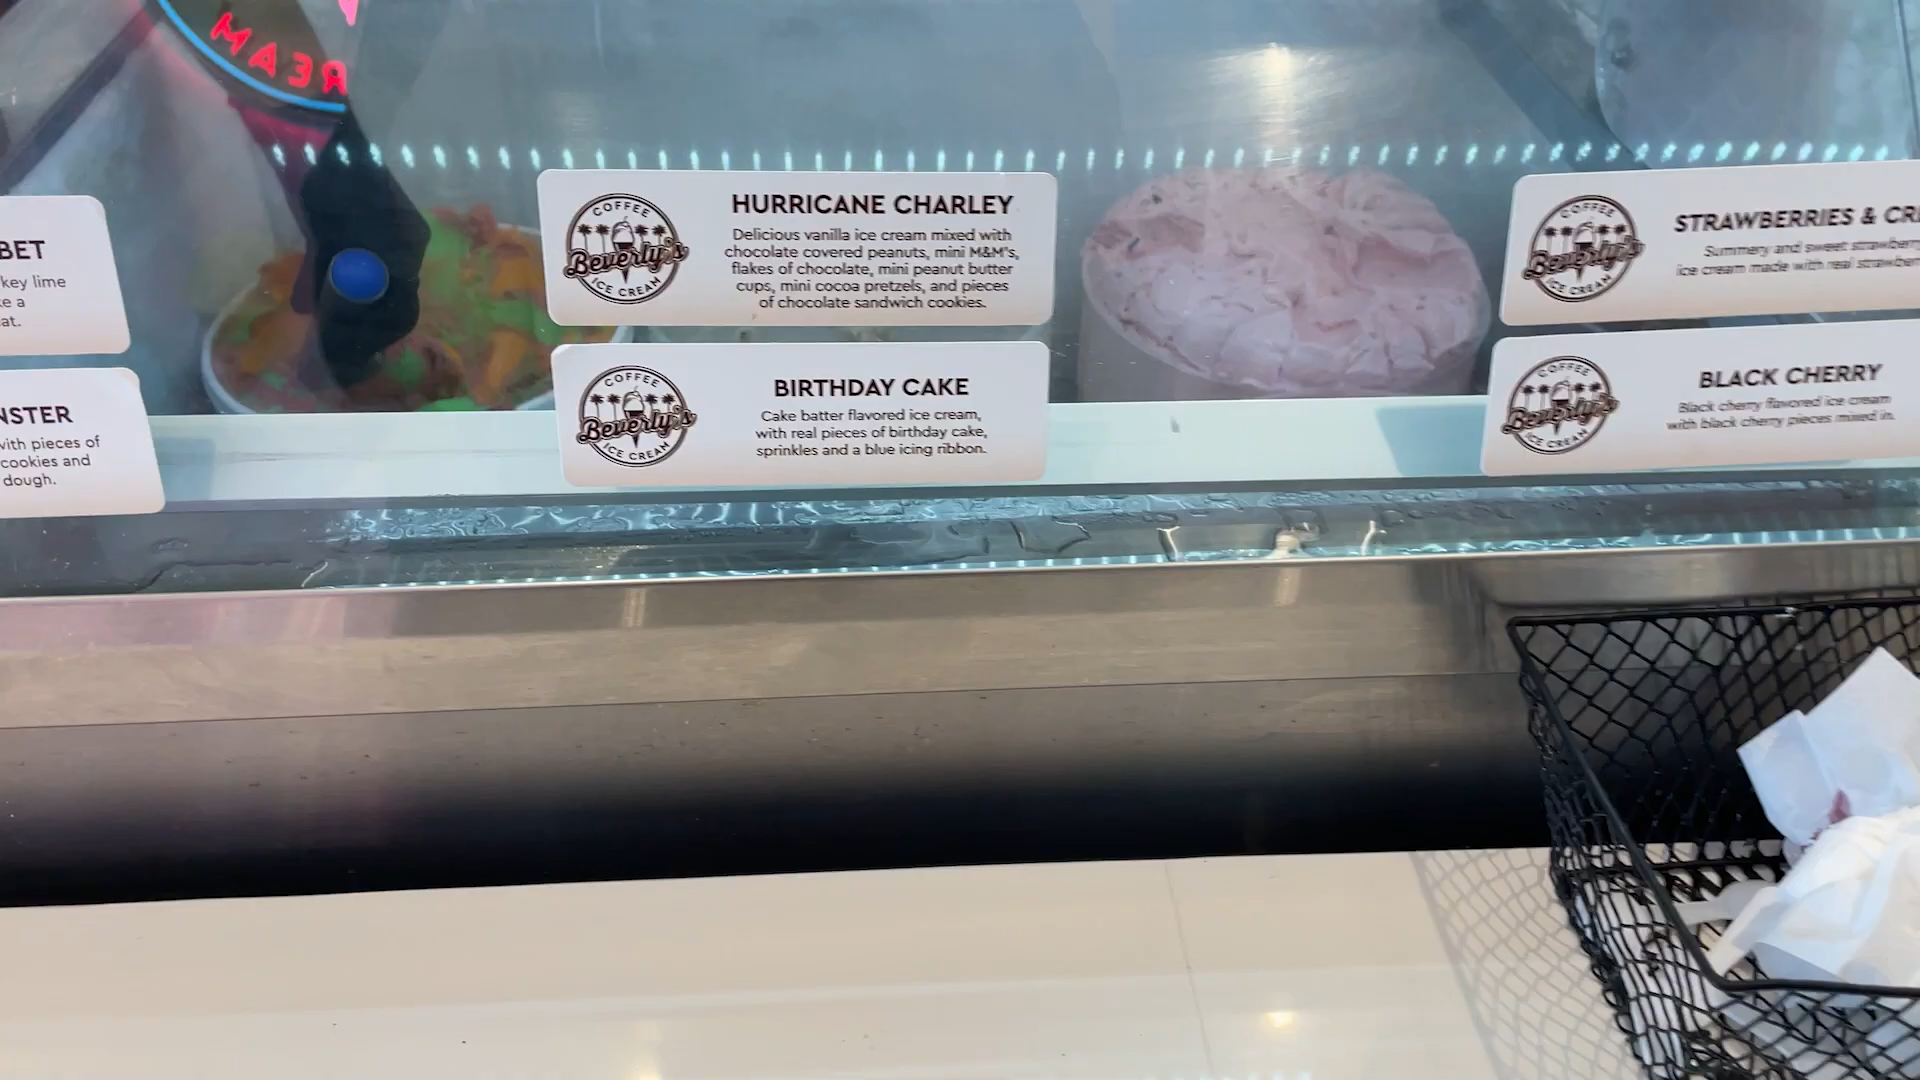 REAM
BET
key lime
ke a
at.
NSTER
with pieces of
cookies and
dough.
COFFEE
Beverly's
ICE CREAM
HURRICANE CHARLEY
Delicious vanilla ice cream mixed with
chocolate covered peanuts, mini M&M's,
flakes of chocolate, mini peanut butter
cups, mini cocoa pretzels, and pieces
of chocolate sandwich cookies.
COFFEE
Beverly's
ICE CREAM
BIRTHDAY CAKE
Cake batter flavored ice cream,
with real pieces of birthday cake,
sprinkles and a blue icing ribbon.
COFFEE
Beverly's
ICE CREAM
STRAWBERRIES & CR
Summery and sweet strawberr
ice cream made with real strawber
COFFEE
Beverly's
ICE CREAM
BLACK CHERRY
Black cherry flavored ice cream
with black cherry pieces mixed in.